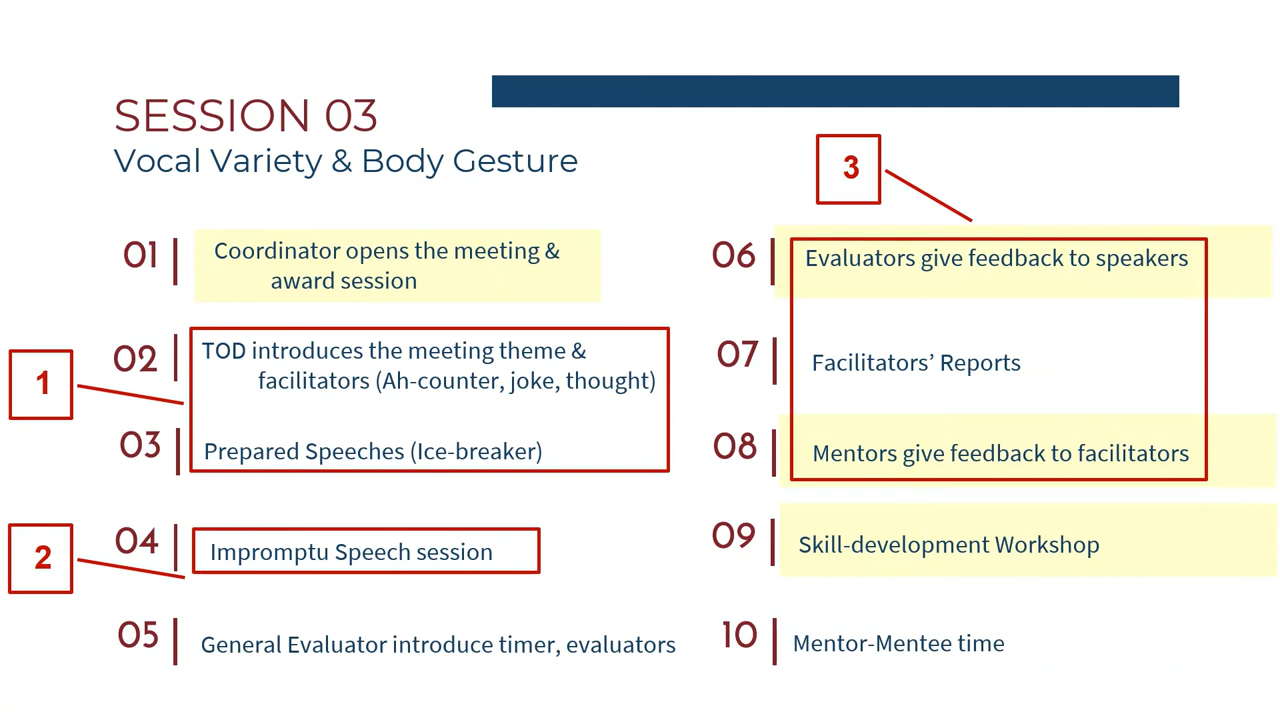 SESSION 03
Vocal Variety & Body Gesture
01
Coordinator opens the meeting &
award session
02
TOD introduces the meeting theme &
facilitators (Ah-counter, joke, thought)
1
03
Prepared Speeches (Ice-breaker)
04
Impromptu Speech session
2
05
General Evaluator introduce timer, evaluators
3
06
Evaluators give feedback to speakers
07
Facilitators’ Reports
08
Mentors give feedback to facilitators
09
Skill-development Workshop
10
Mentor-Mentee time